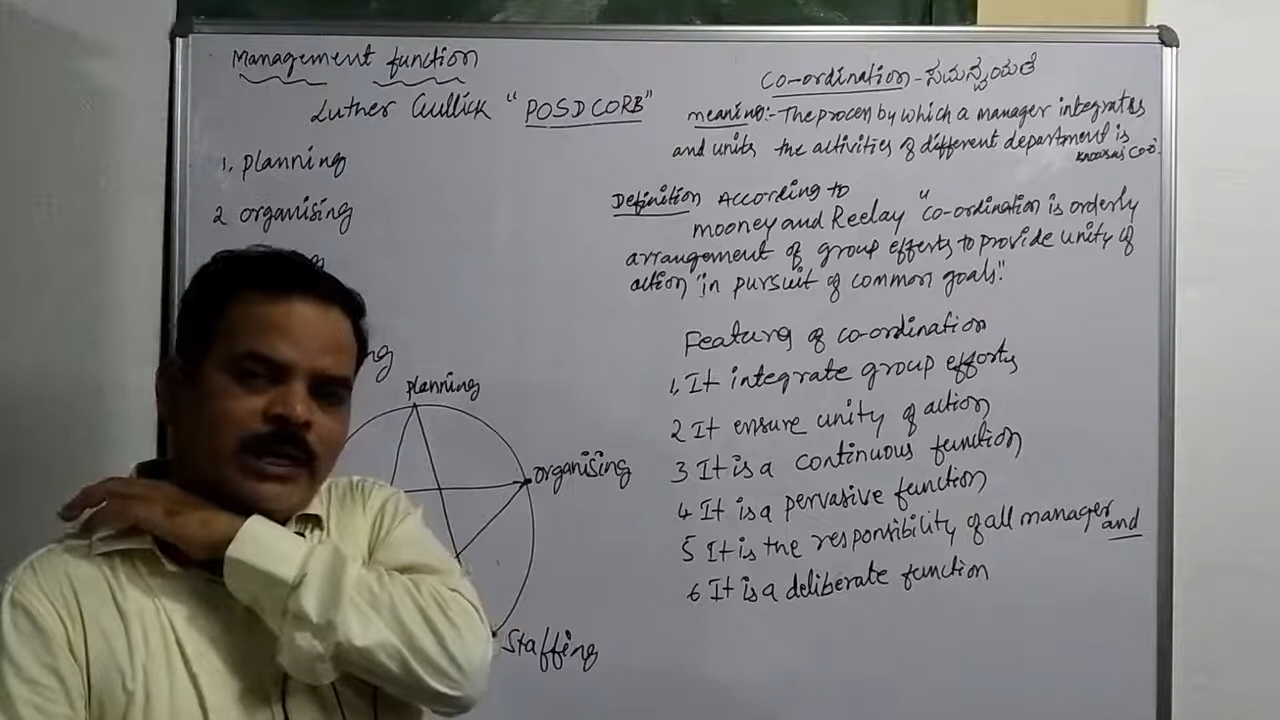 Management function
Luther Gullick "POSDCORB"
1. planning
2 organising
ng
planning
organising
Staffing
Co-ordination - ಸಮನ್ವಯತೆ
meaning:- The process by which a manager integrates
and units the activities of different department is
known as Co-o.
Definition According to
mooney and Reelay "Co-ordination is orderly
arrangement of group efforts to provide unity of
action "in pursuit of common goals."
Features of co-ordination
1, It integrate group efforts
2 It ensure unity of action
3 It is a continuous function
4 It is a pervasive function
5 It is the responsibility of all manager and
6 It is a deliberate function